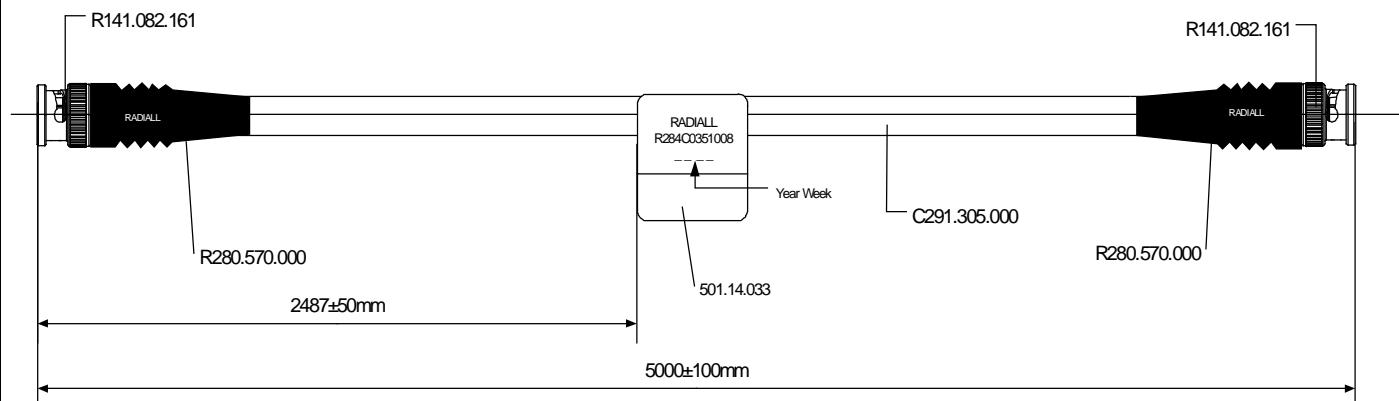 R141.082.161
R141.082.161
RADIALL
RADIALL
RADIALL
R284C0351008
_ _ _ _
Year Week
C291.305.000
R280.570.000
R280.570.000
501.14.033
2487±50mm
5000±100mm